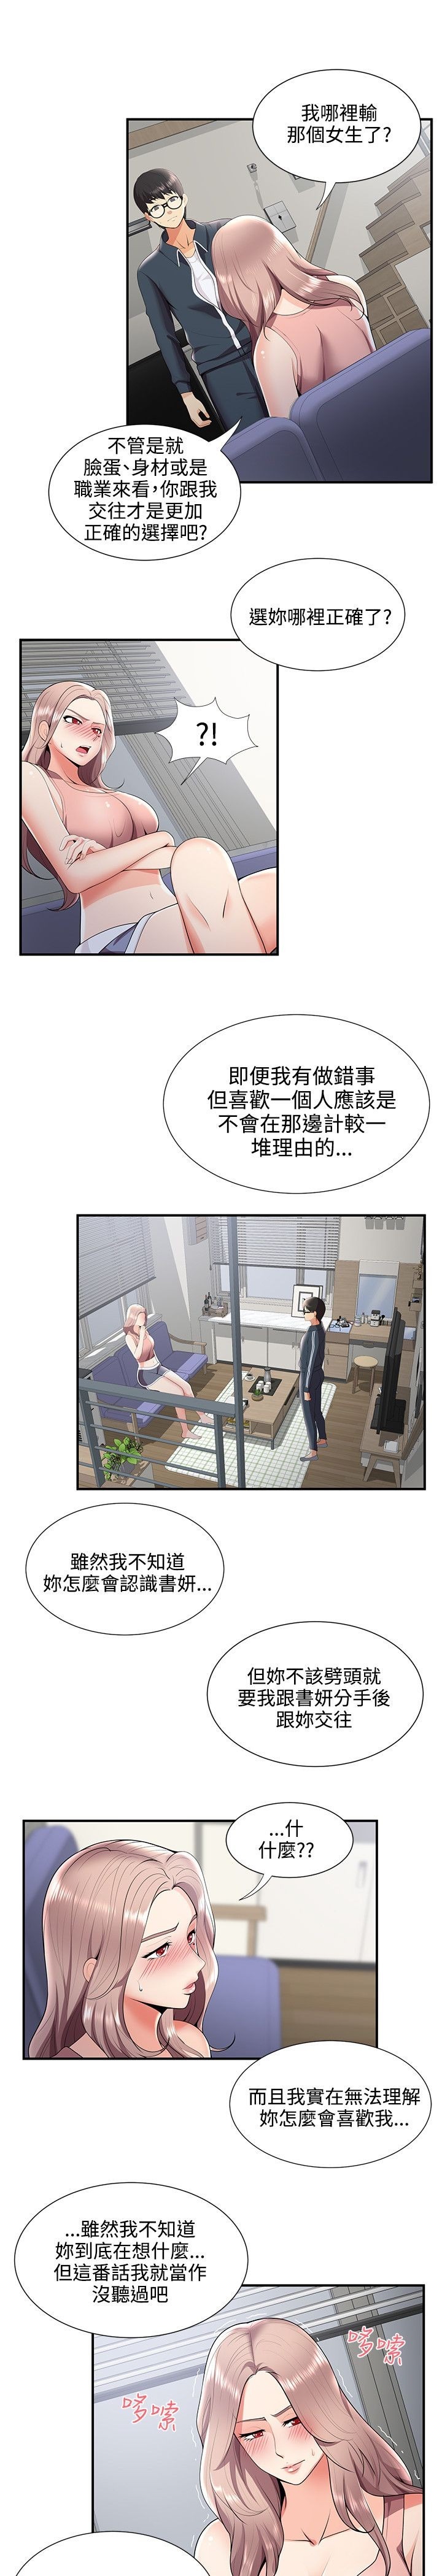 我哪裡輸
那個女生了?
不管是就
臉蛋、身材或是
職業來看,你跟我
交往才是更加
正確的選擇吧?
選妳哪裡正確了?
?!
即便我有做錯事
但喜歡一個人應該是
不會在那邊計較一
堆理由的...
雖然我不知道
妳怎麼會認識書妍...
但妳不該劈頭就
要我跟書妍分手後
跟妳交往
...什
什麼??
而且我實在無法理解
妳怎麼會喜歡我...
...雖然我不知道
妳到底在想什麼...
但這番話我就當作
沒聽過吧
哆嗦
哆嗦